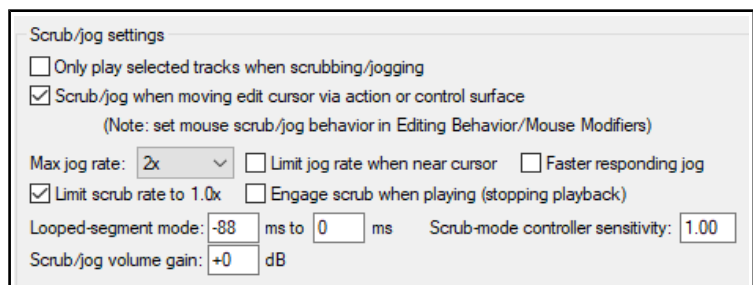 Scrub/jog settings
Only play selected tracks when scrubbing/jogging
Scrub/jog when moving edit cursor via action or control surface
(Note: set mouse scrub/jog behavior in Editing Behavior/Mouse Modifiers)
Max jog rate: 2x Limit jog rate when near cursor Faster responding jog
Limit scrub rate to 1.0x Engage scrub when playing (stopping playback)
Looped-segment mode: -88 ms to 0 ms Scrub-mode controller sensitivity: 1.00
Scrub/jog volume gain: +0 dB